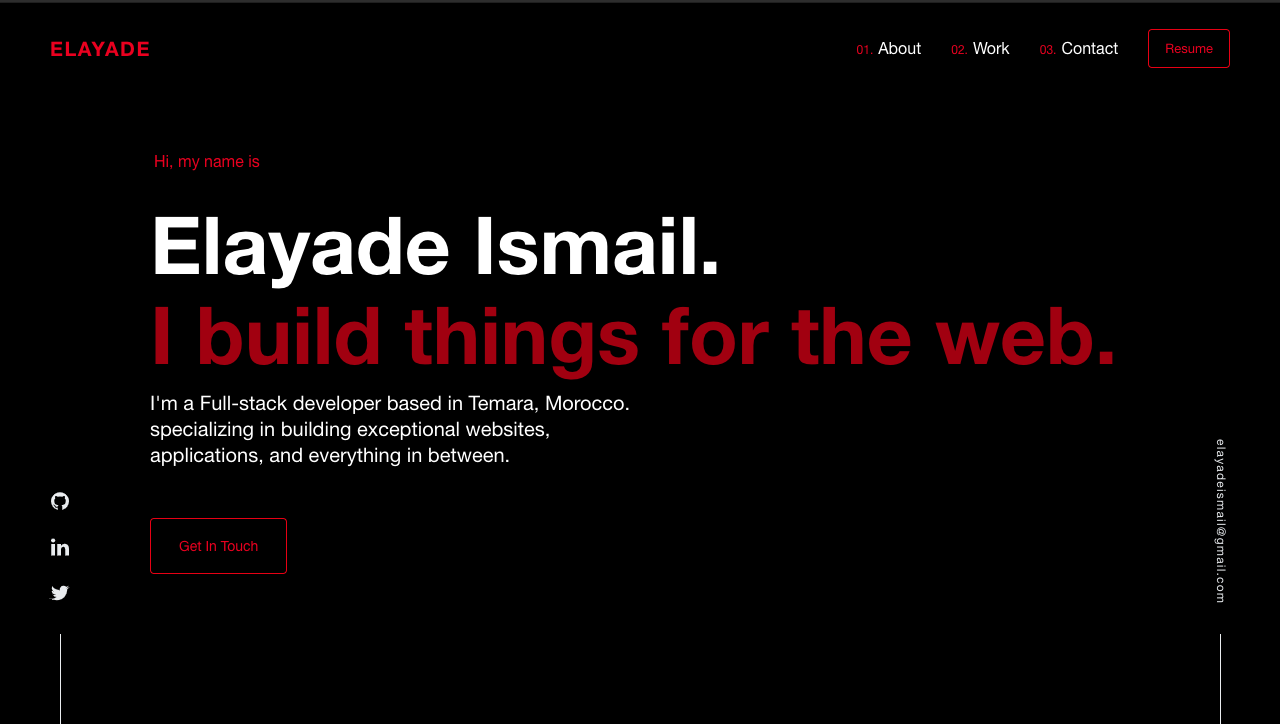 ELAYADE
01. About
02. Work
03. Contact
Resume
Hi, my name is
Elayade Ismail.
I build things for the web.
I'm a Full-stack developer based in Temara, Morocco.
specializing in building exceptional websites,
applications, and everything in between.
Get In Touch
elayadeismail@gmail.com